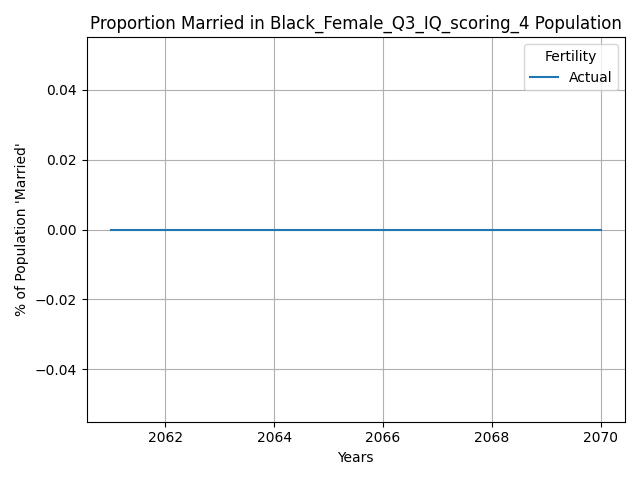 Proportion Married in Black_Female_Q3_IQ_scoring_4 Population
Fertility
Actual
% of Population 'Married'
0.04
0.02
0.00
−0.02
−0.04
2062 2064 2066 2068 2070
Years